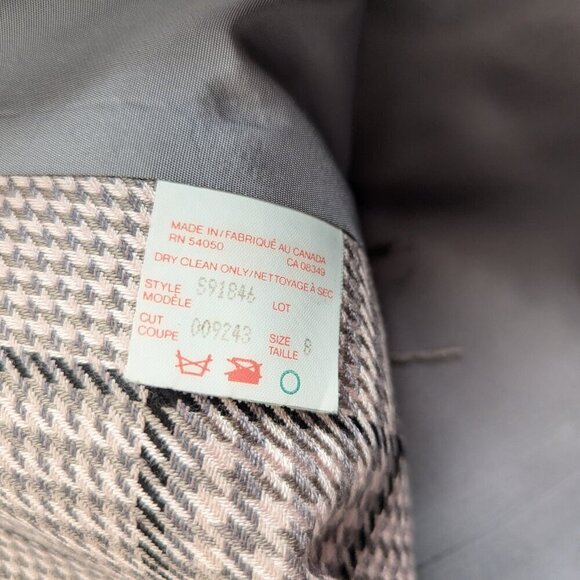 MADE IN/FABRIQUÉ AU CANADA
RN 54050 CA 08349
DRY CLEAN ONLY/NETTOYAGE À SEC
STYLE MODÈLE S91846 LOT
CUT COUPE 009243 SIZE TAILLE 8